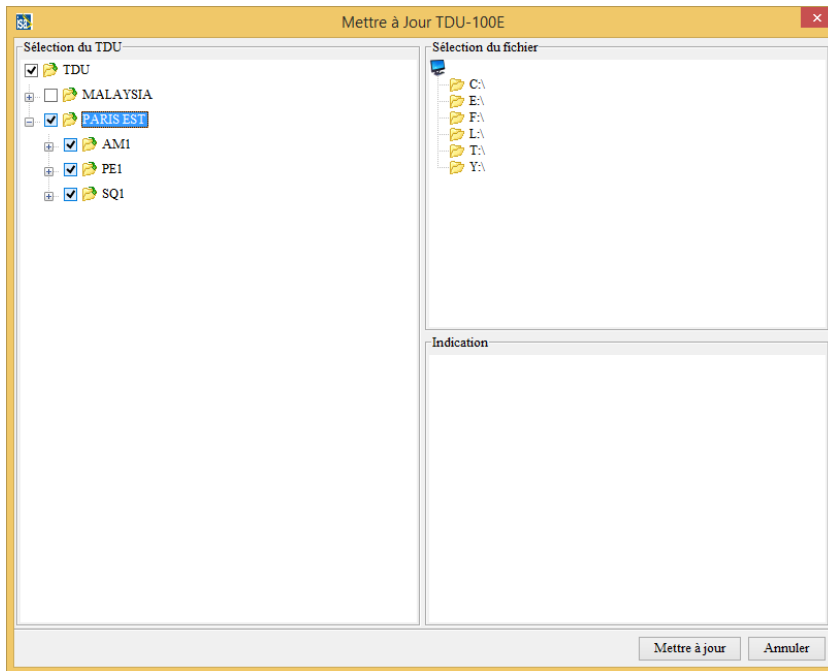 Mettre à Jour TDU-100E
Sélection du TDU
TDU
MALAYSIA
PARIS EST
AM1
PE1
SQ1
Sélection du fichier
C:\
E:\
F:\
L:\
T:\
Y:\
Indication
Mettre à jour
Annuler